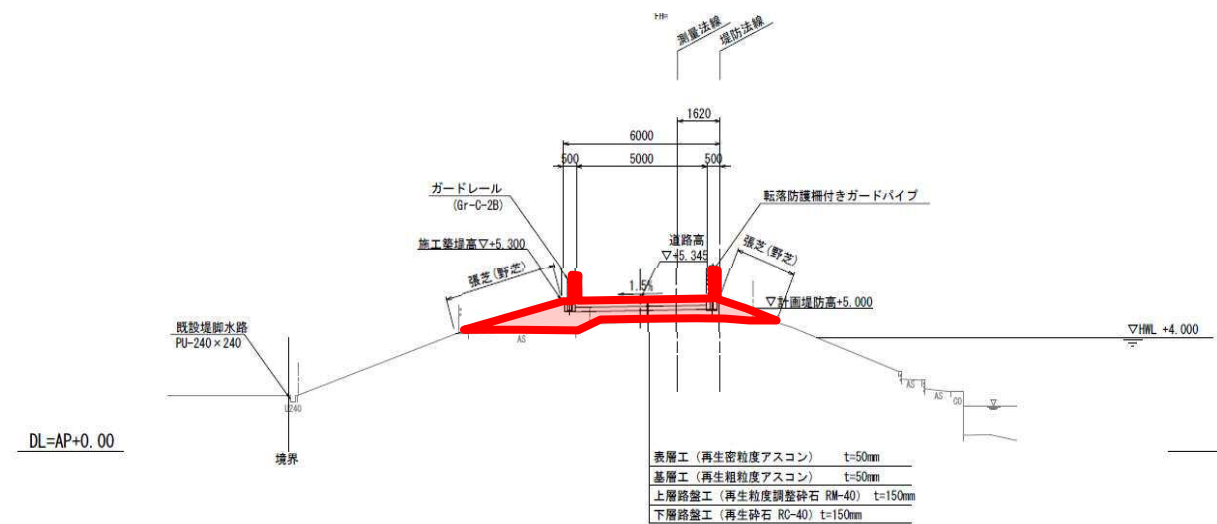 FH=
測量法線
堤防法線
1620
6000
500
5000
500
ガードレール
(Gr-C-2B)
転落防護柵付きガードパイプ
施工築堤高▽+5.300
道路高
▽+5.345
張芝(野芝)
張芝(野芝)
1.5%
▽計画堤防高+5.000
既設堤脚水路
PU-240×240
▽HWL +4.000
AS
AS
AS
CO
U240
DL=AP+0.00
境界
表層工（再生密粒度アスコン） t=50mm
基層工（再生粗粒度アスコン） t=50mm
上層路盤工（再生粒度調整砕石 RM-40） t=150mm
下層路盤工（再生砕石 RC-40）t=150mm